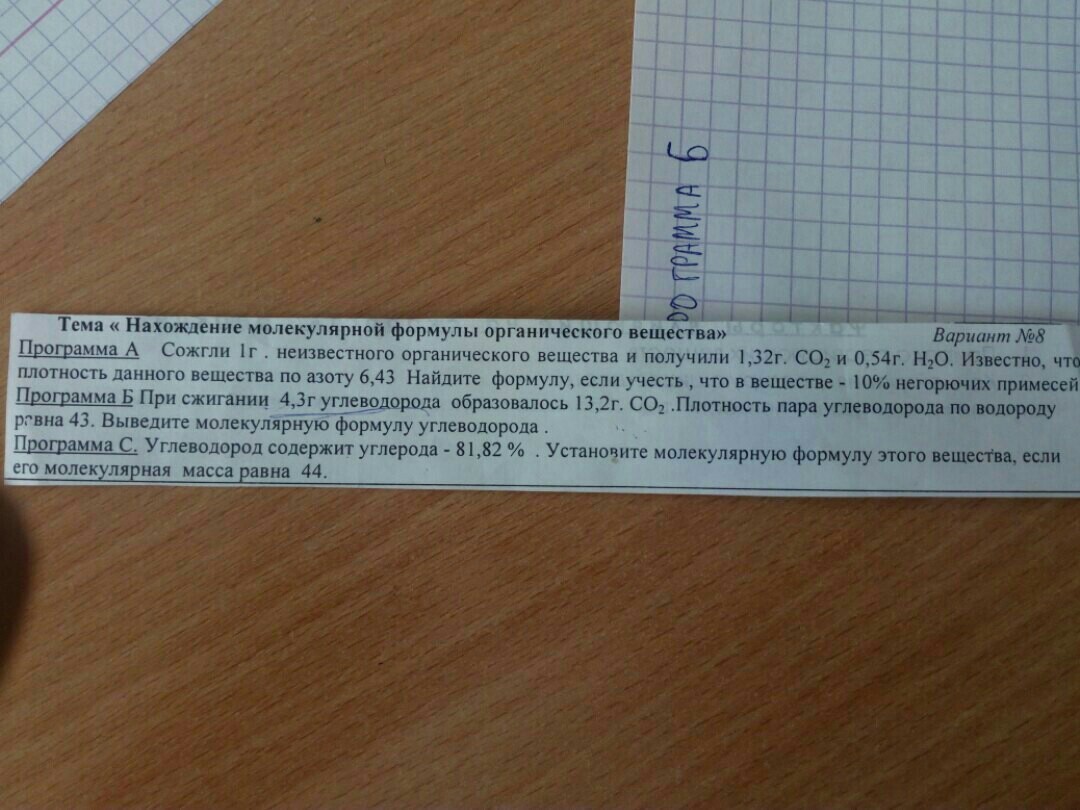 ПРОГРАММА Б
Тема « Нахождение молекулярной формулы органического вещества» Вариант №8
Программа А Сожгли 1г . неизвестного органического вещества и получили 1,32г. CO₂ и 0,54г. H₂O. Известно, что
плотность данного вещества по азоту 6,43 Найдите формулу, если учесть , что в веществе - 10% негорючих примесей
Программа Б При сжигании 4,3г углеводорода образовалось 13,2г. CO₂ .Плотность пара углеводорода по водороду
равна 43. Выведите молекулярную формулу углеводорода .
Программа С. Углеводород содержит углерода - 81,82 % . Установите молекулярную формулу этого вещества, если
его молекулярная масса равна 44.